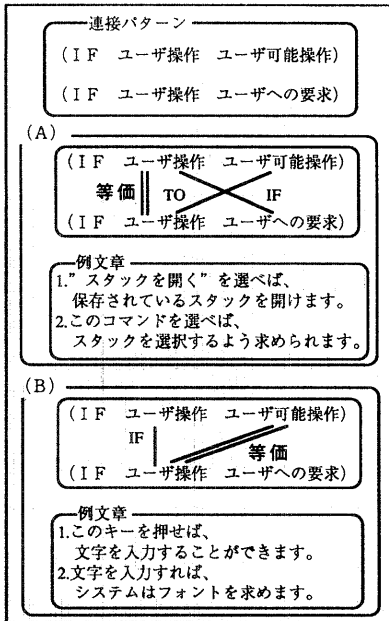 連接パターン
(ＩＦ　ユーザ操作　ユーザ可能操作)
(ＩＦ　ユーザ操作　ユーザへの要求)
(A)
(ＩＦ　ユーザ操作　ユーザ可能操作)
等価 TO IF
(ＩＦ　ユーザ操作　ユーザへの要求)
例文章
1.”スタックを開く”を選べば、
保存されているスタックを開けます。
2.このコマンドを選べば、
スタックを選択するよう求められます。
(B)
(ＩＦ　ユーザ操作　ユーザ可能操作)
IF 等価
(ＩＦ　ユーザ操作　ユーザへの要求)
例文章
1.このキーを押せば、
文字を入力することができます。
2.文字を入力すれば、
システムはフォントを求めます。